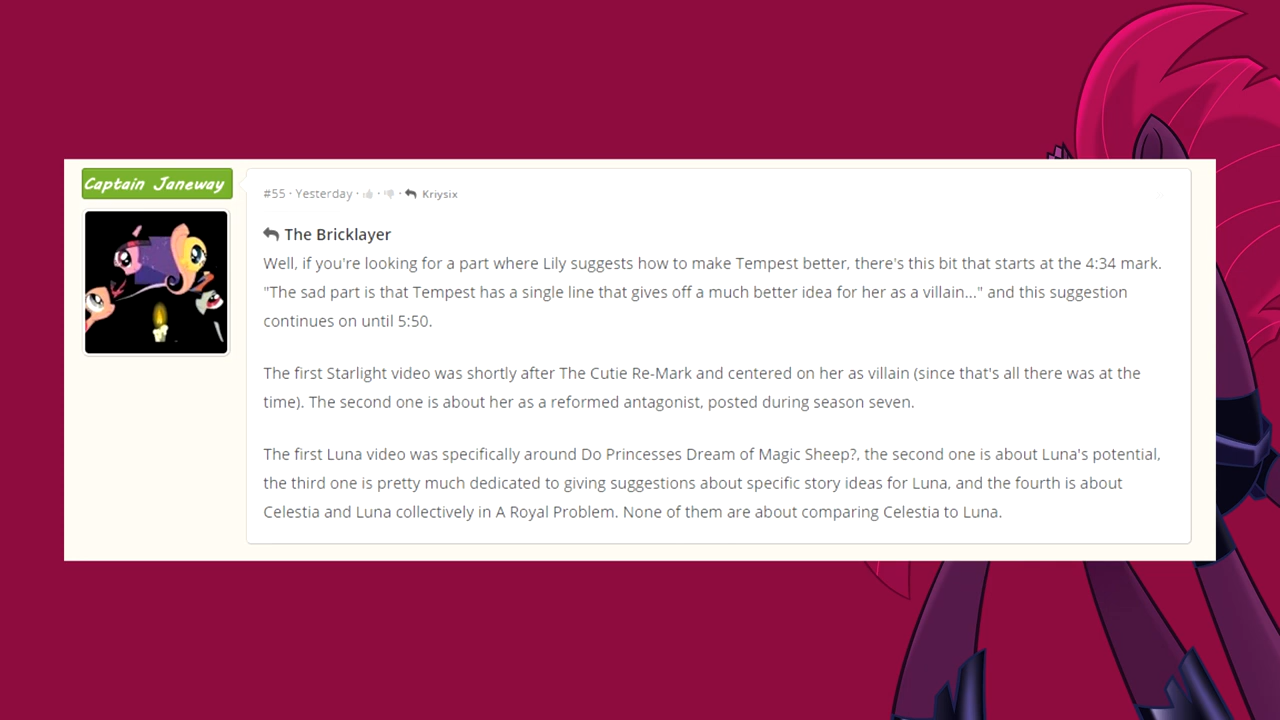 Captain Janeway
#55 · Yesterday · · · Kriysix
The Bricklayer
Well, if you're looking for a part where Lily suggests how to make Tempest better, there's this bit that starts at the 4:34 mark.
"The sad part is that Tempest has a single line that gives off a much better idea for her as a villain..." and this suggestion
continues on until 5:50.
The first Starlight video was shortly after The Cutie Re-Mark and centered on her as villain (since that's all there was at the
time). The second one is about her as a reformed antagonist, posted during season seven.
The first Luna video was specifically around Do Princesses Dream of Magic Sheep?, the second one is about Luna's potential,
the third one is pretty much dedicated to giving suggestions about specific story ideas for Luna, and the fourth is about
Celestia and Luna collectively in A Royal Problem. None of them are about comparing Celestia to Luna.